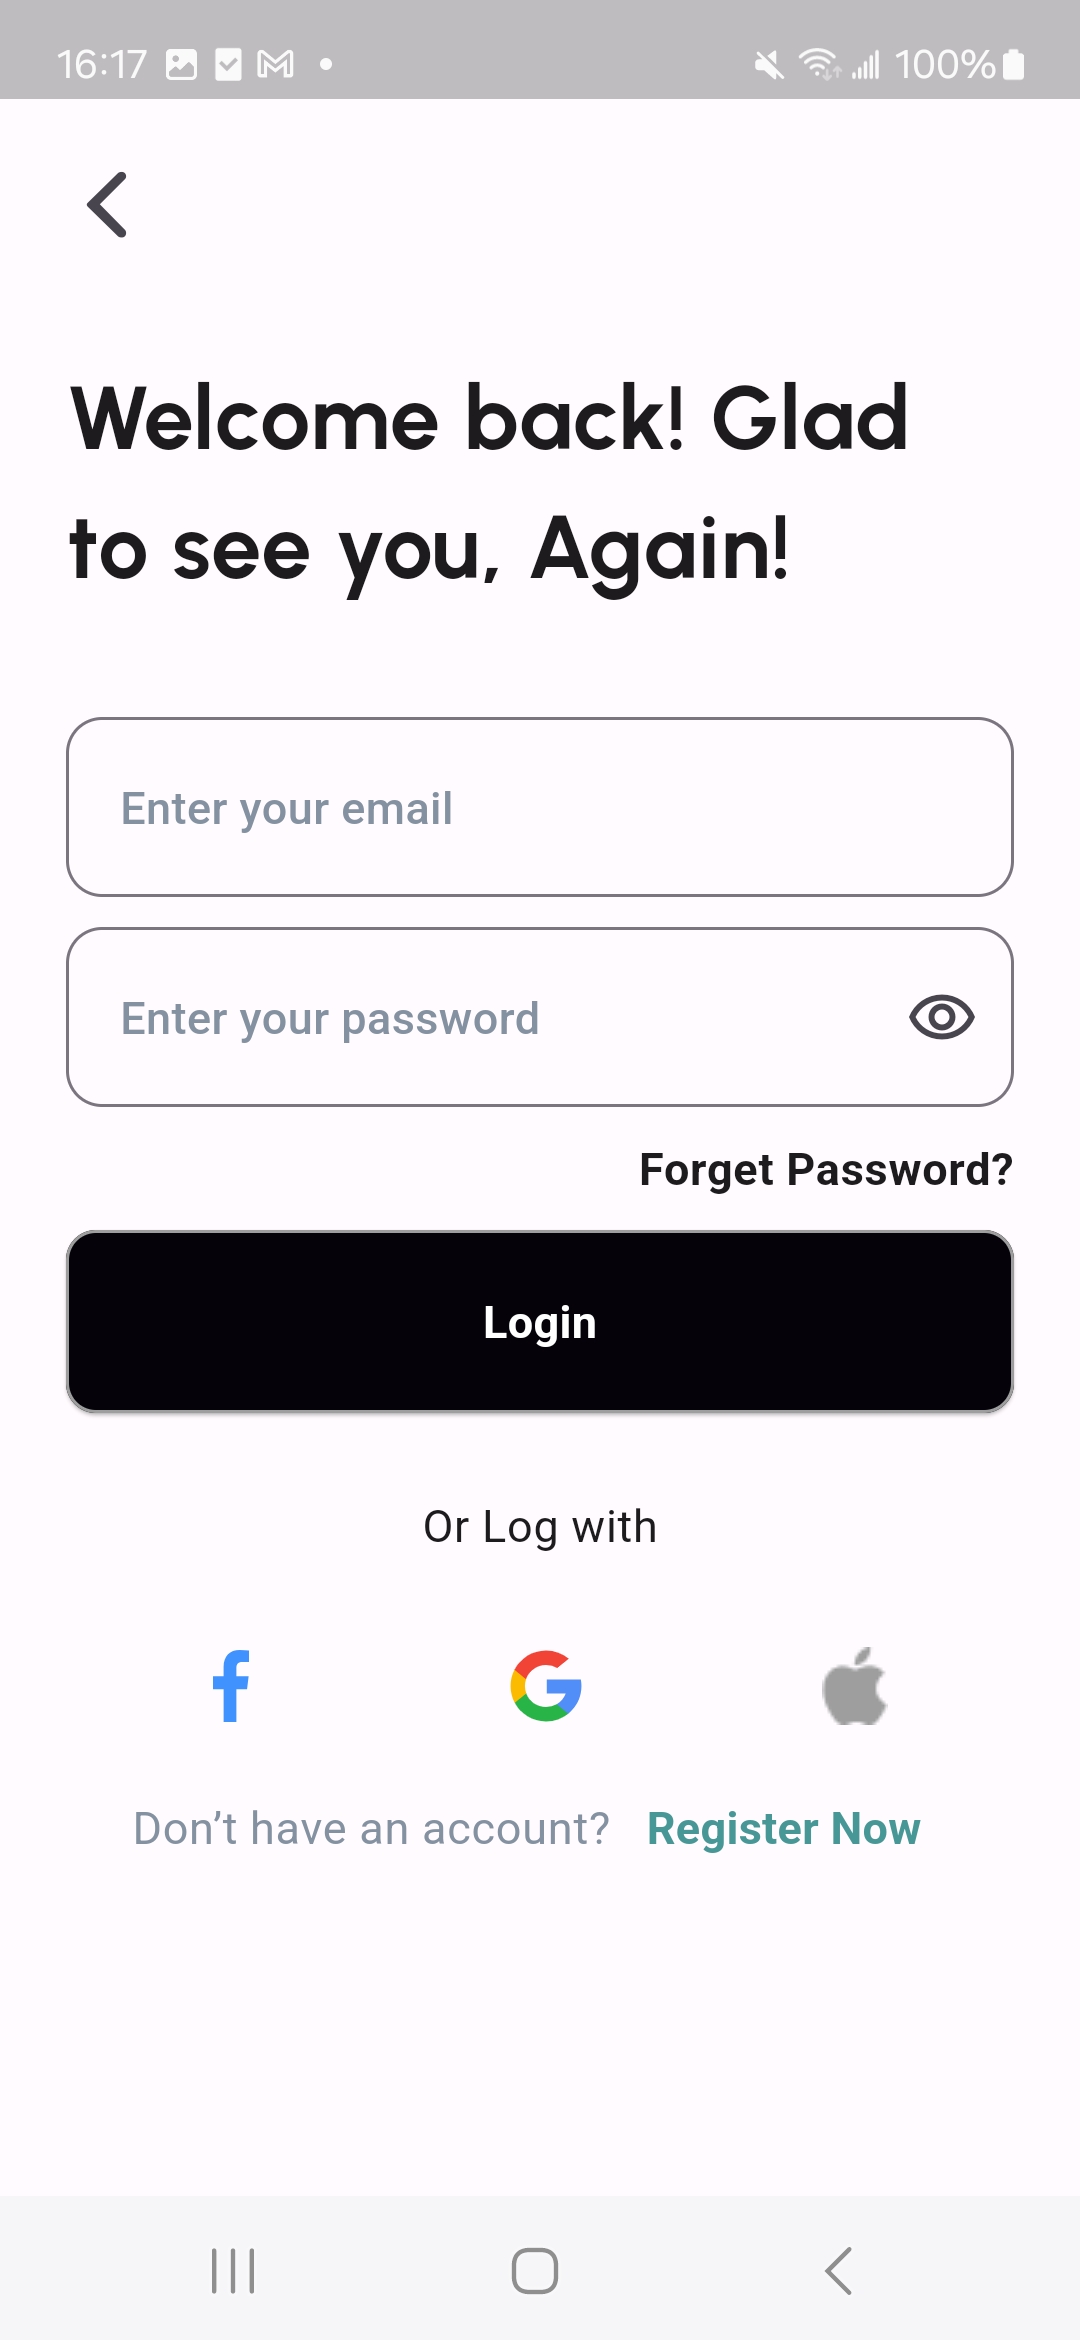 16:17 100%
Welcome back! Glad
to see you, Again!
Enter your email
Enter your password
Forget Password?
Login
Or Log with
Don’t have an account? Register Now